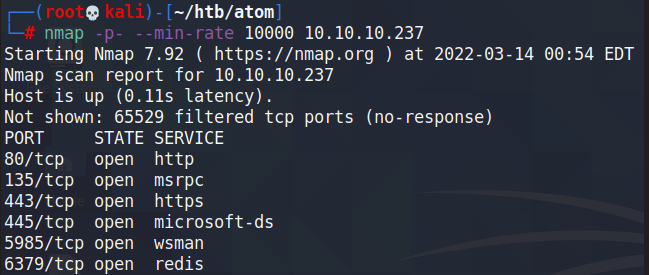 ┌──(root💀kali)-[~/htb/atom]
└─# nmap -p- --min-rate 10000 10.10.10.237
Starting Nmap 7.92 ( https://nmap.org ) at 2022-03-14 00:54 EDT
Nmap scan report for 10.10.10.237
Host is up (0.11s latency).
Not shown: 65529 filtered tcp ports (no-response)
PORT     STATE SERVICE
80/tcp   open  http
135/tcp  open  msrpc
443/tcp  open  https
445/tcp  open  microsoft-ds
5985/tcp open  wsman
6379/tcp open  redis